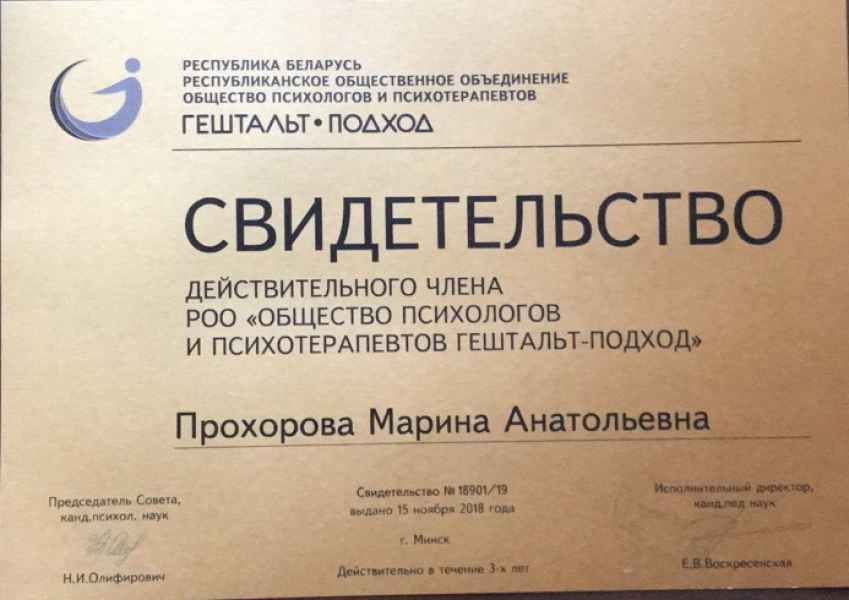 РЕСПУБЛИКА БЕЛАРУСЬ
РЕСПУБЛИКАНСКОЕ ОБЩЕСТВЕННОЕ ОБЪЕДИНЕНИЕ
ОБЩЕСТВО ПСИХОЛОГОВ И ПСИХОТЕРАПЕВТОВ
ГЕШТАЛЬТ • ПОДХОД
СВИДЕТЕЛЬСТВО
ДЕЙСТВИТЕЛЬНОГО ЧЛЕНА
РОО «ОБЩЕСТВО ПСИХОЛОГОВ
И ПСИХОТЕРАПЕВТОВ ГЕШТАЛЬТ-ПОДХОД»
Прохорова Марина Анатольевна
Председатель Совета,
канд.психол. наук
Н.И.Олифирович
Свидетельство № 18901/19
выдано 15 ноября 2018 года
г. Минск
Действительно в течение 3-х лет
Исполнительный директор,
канд.пед наук
Е.В.Воскресенская